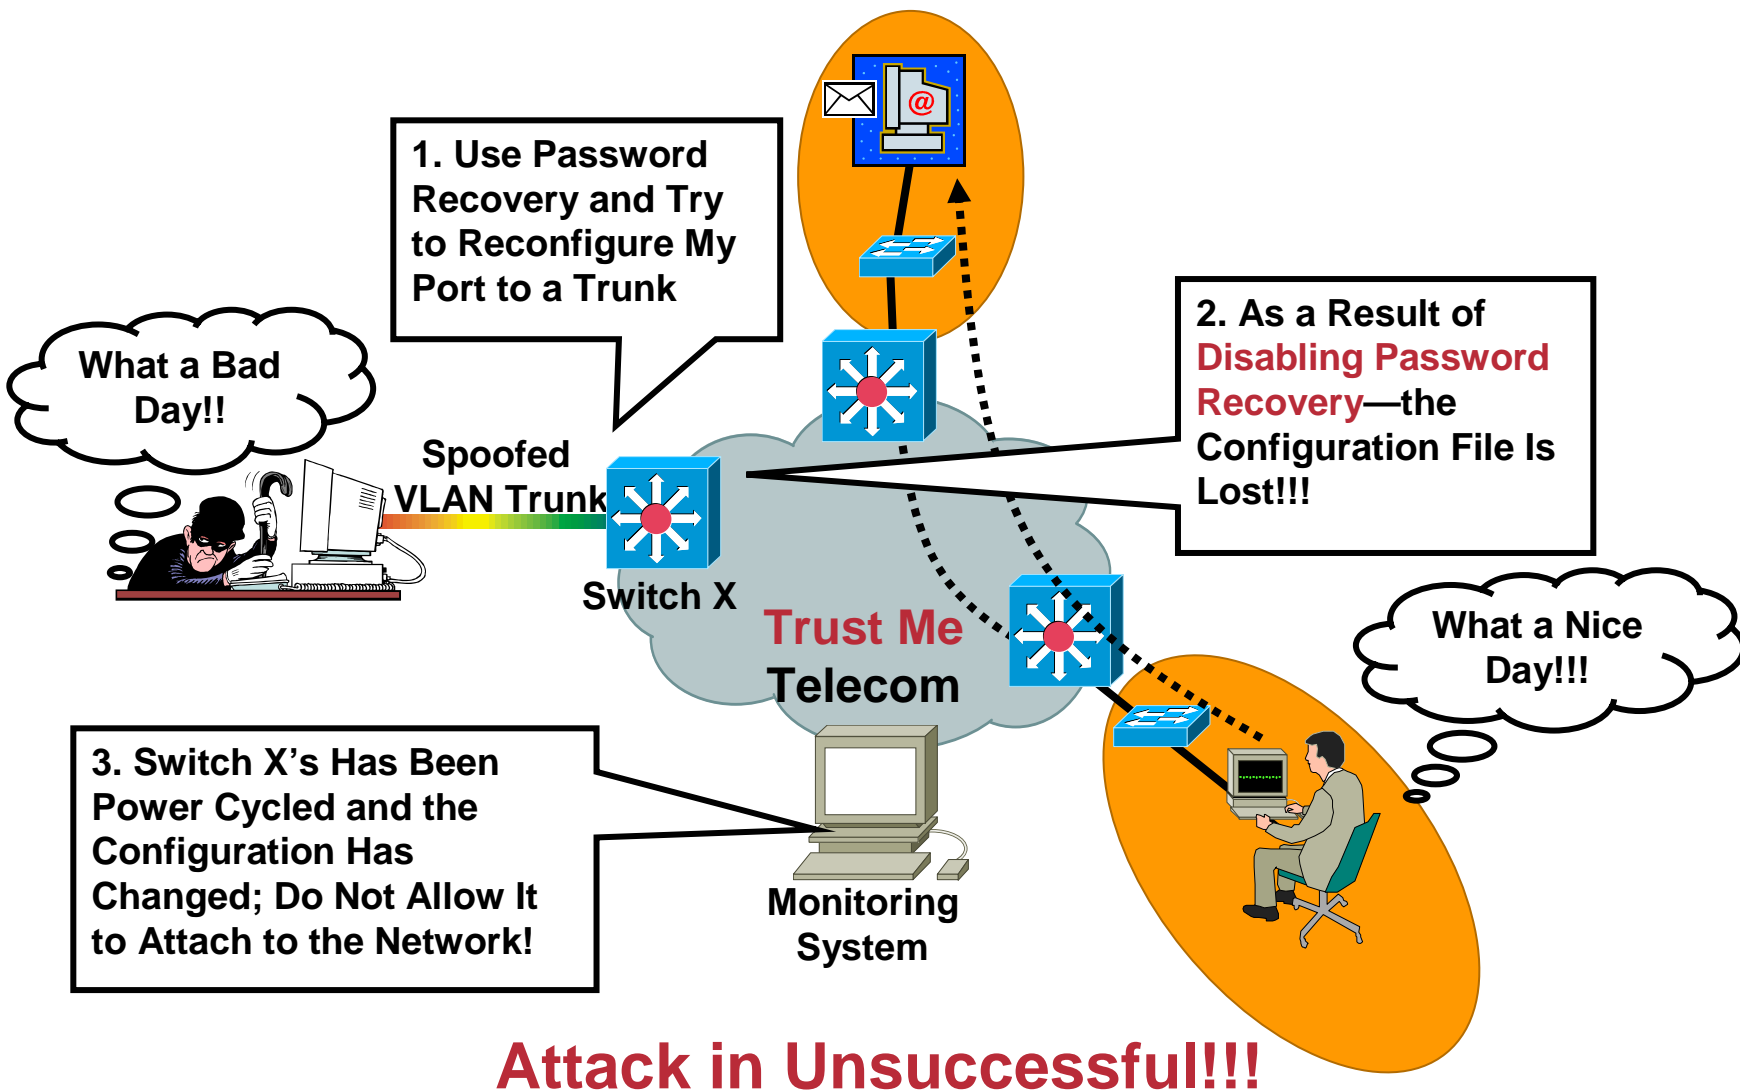 @
1. Use Password
Recovery and Try
to Reconfigure My
Port to a Trunk
2. As a Result of
Disabling Password
Recovery—the
Configuration File Is
Lost!!!
What a Bad
Day!!
Spoofed
VLAN Trunk
Switch X
Trust Me
Telecom
What a Nice
Day!!!
3. Switch X’s Has Been
Power Cycled and the
Configuration Has
Changed; Do Not Allow It
to Attach to the Network!
Monitoring
System
Attack in Unsuccessful!!!